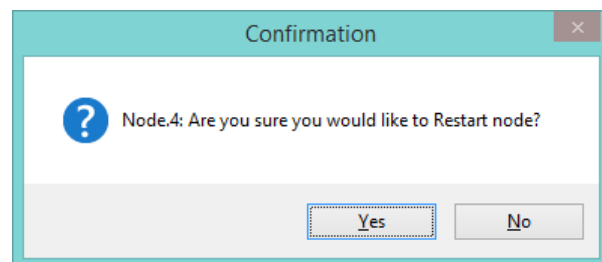 Confirmation
Node.4: Are you sure you would like to Restart node?
Yes
No